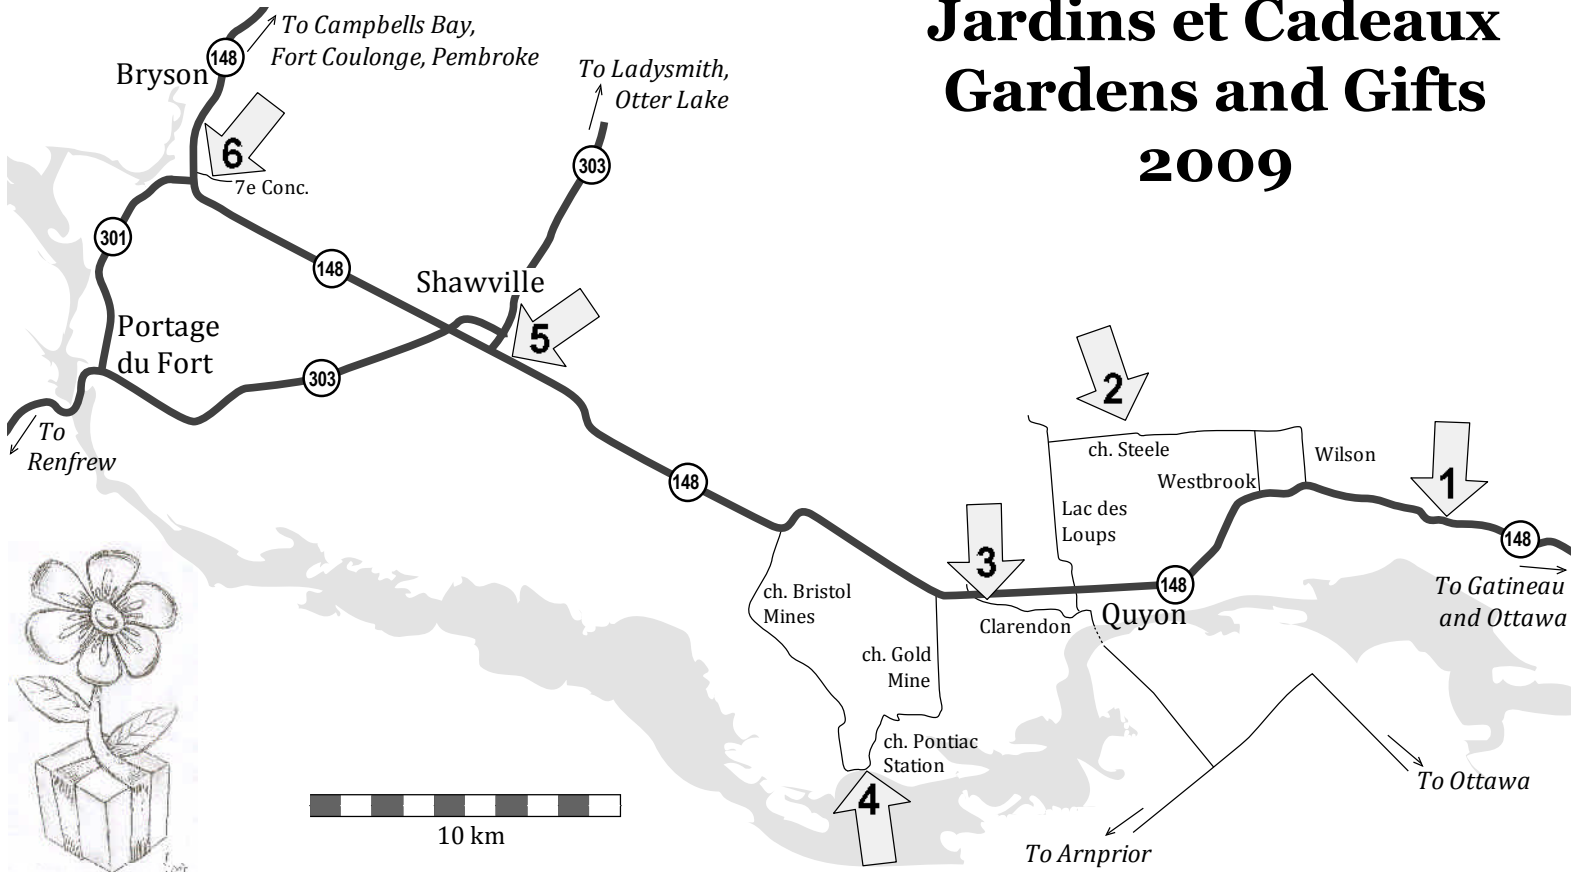 Jardins et Cadeaux
Gardens and Gifts
2009
To Campbells Bay,
Fort Coulonge, Pembroke
148
Bryson
To Ladysmith,
Otter Lake
6
303
7e Conc.
301
148
Shawville
Portage
du Fort
5
303
To
Renfrew
2
ch. Steele
Wilson
Westbrook
1
148
Lac des
Loups
148
3
148
To Gatineau
and Ottawa
ch. Bristol
Mines
Clarendon
Quyon
ch. Gold
Mine
ch. Pontiac
Station
4
To Ottawa
To Arnprior
10 km